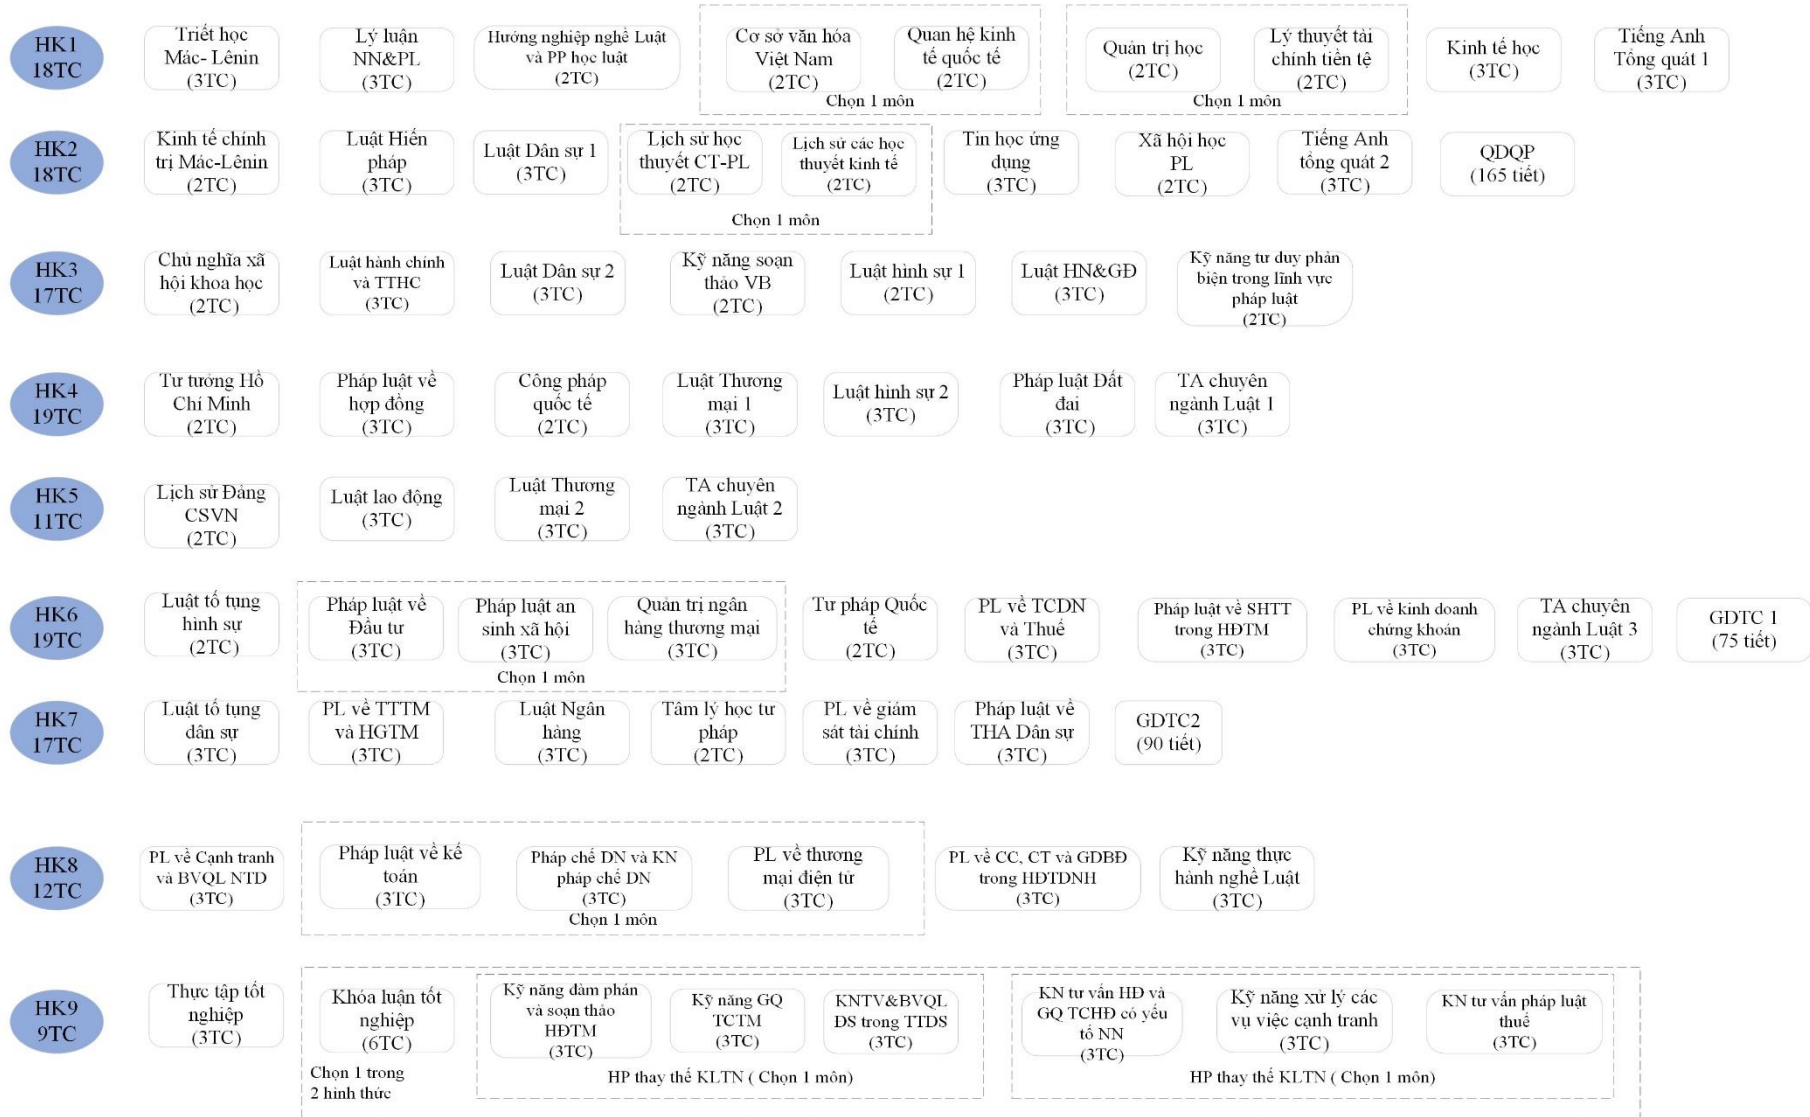 HK1
18TC
Triết học
Mác- Lênin
(3TC)
Lý luận
NN&PL
(3TC)
Hướng nghiệp nghề Luật
và PP học luật
(2TC)
Cơ sở văn hóa
Việt Nam
(2TC)
Quan hệ kinh
tế quốc tế
(2TC)
Chọn 1 môn
Quản trị học
(2TC)
Lý thuyết tài
chính tiền tệ
(2TC)
Chọn 1 môn
Kinh tế học
(3TC)
Tiếng Anh
Tổng quát 1
(3TC)
HK2
18TC
Kinh tế chính
trị Mác-Lênin
(2TC)
Luật Hiến
pháp
(3TC)
Luật Dân sự 1
(3TC)
Lịch sử học
thuyết CT-PL
(2TC)
Lịch sử các học
thuyết kinh tế
(2TC)
Chọn 1 môn
Tin học ứng
dụng
(3TC)
Xã hội học
PL
(2TC)
Tiếng Anh
tổng quát 2
(3TC)
QDQP
(165 tiết)
HK3
17TC
Chủ nghĩa xã
hội khoa học
(2TC)
Luật hành chính
và TTHC
(3TC)
Luật Dân sự 2
(3TC)
Kỹ năng soạn
thảo VB
(2TC)
Luật hình sự 1
(2TC)
Luật HN&GĐ
(3TC)
Kỹ năng tư duy phản
biện trong lĩnh vực
pháp luật
(2TC)
HK4
19TC
Tư tưởng Hồ
Chí Minh
(2TC)
Pháp luật về
hợp đồng
(3TC)
Công pháp
quốc tế
(2TC)
Luật Thương
mại 1
(3TC)
Luật hình sự 2
(3TC)
Pháp luật Đất
đai
(3TC)
TA chuyên
ngành Luật 1
(3TC)
HK5
11TC
Lịch sử Đảng
CSVN
(2TC)
Luật lao động
(3TC)
Luật Thương
mại 2
(3TC)
TA chuyên
ngành Luật 2
(3TC)
HK6
19TC
Luật tố tụng
hình sự
(2TC)
Pháp luật về
Đầu tư
(3TC)
Pháp luật an
sinh xã hội
(3TC)
Quản trị ngân
hàng thương mại
(3TC)
Chọn 1 môn
Tư pháp Quốc
tế
(2TC)
PL về TCDN
và Thuế
(3TC)
Pháp luật về SHTT
trong HĐTM
(3TC)
PL về kinh doanh
chứng khoán
(3TC)
TA chuyên
ngành Luật 3
(3TC)
GDTC 1
(75 tiết)
HK7
17TC
Luật tố tụng
dân sự
(3TC)
PL về TTTM
và HGTM
(3TC)
Luật Ngân
hàng
(3TC)
Tâm lý học tư
pháp
(2TC)
PL về giám
sát tài chính
(3TC)
Pháp luật về
THA Dân sự
(3TC)
GDTC2
(90 tiết)
HK8
12TC
PL về Cạnh tranh
và BVQL NTD
(3TC)
Pháp luật về kế
toán
(3TC)
Pháp chế DN và KN
pháp chế DN
(3TC)
PL về thương
mại điện tử
(3TC)
Chọn 1 môn
PL về CC, CT và GDBĐ
trong HĐTDNH
(3TC)
Kỹ năng thực
hành nghề Luật
(3TC)
HK9
9TC
Thực tập tốt
nghiệp
(3TC)
Khóa luận tốt
nghiệp
(6TC)
Chọn 1 trong
2 hình thức
Kỹ năng đàm phán
và soạn thảo
HĐTM
(3TC)
Kỹ năng GQ
TCTM
(3TC)
KNTV&BVQL
ĐS trong TTDS
(3TC)
HP thay thế KLTN ( Chọn 1 môn)
KN tư vấn HĐ và
GQ TCHĐ có yếu
tố NN
(3TC)
Kỹ năng xử lý các
vụ việc cạnh tranh
(3TC)
KN tư vấn pháp luật
thuế
(3TC)
HP thay thế KLTN ( Chọn 1 môn)